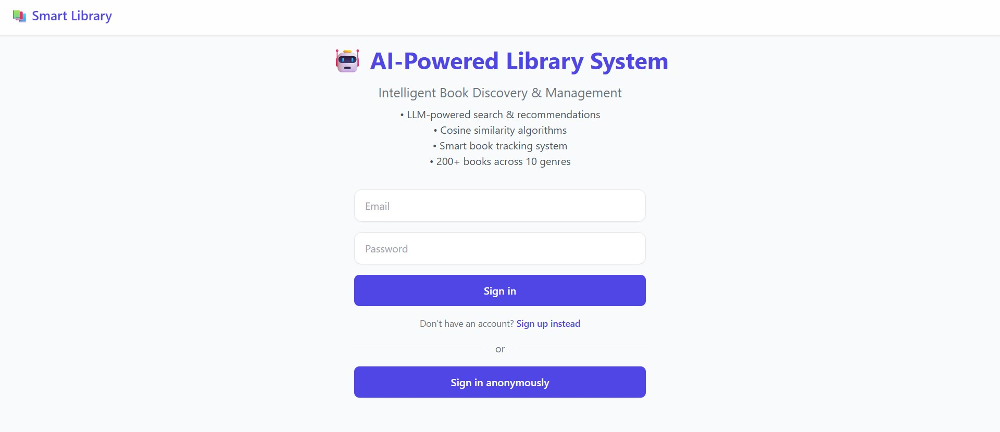 Smart Library
AI-Powered Library System
Intelligent Book Discovery & Management
• LLM-powered search & recommendations
• Cosine similarity algorithms
• Smart book tracking system
• 200+ books across 10 genres
Email
Password
Sign in
Don't have an account? Sign up instead
or
Sign in anonymously